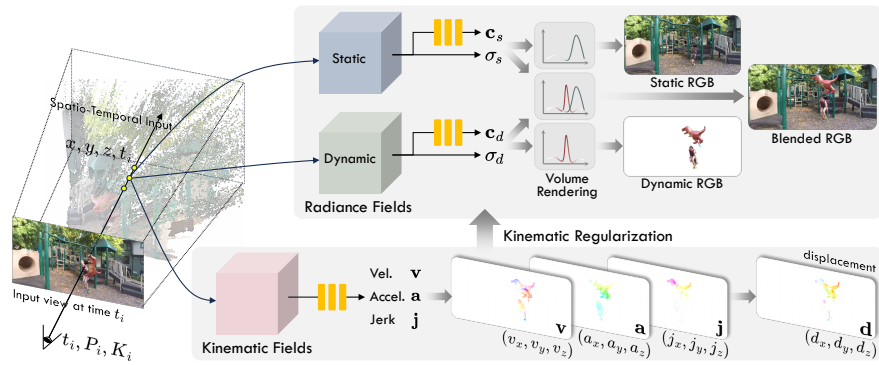 Spatio-Temporal Input
x, y, z, t_i
Input view at time t_i
t_i, P_i, K_i
Static
c_s
σ_s
Dynamic
c_d
σ_d
Radiance Fields
Volume
Rendering
Static RGB
Dynamic RGB
Blended RGB
Kinematic Regularization
Kinematic Fields
Vel. v
Accel. a
Jerk j
v
(v_x, v_y, v_z)
a
(a_x, a_y, a_z)
j
(j_x, j_y, j_z)
displacement
d
(d_x, d_y, d_z)